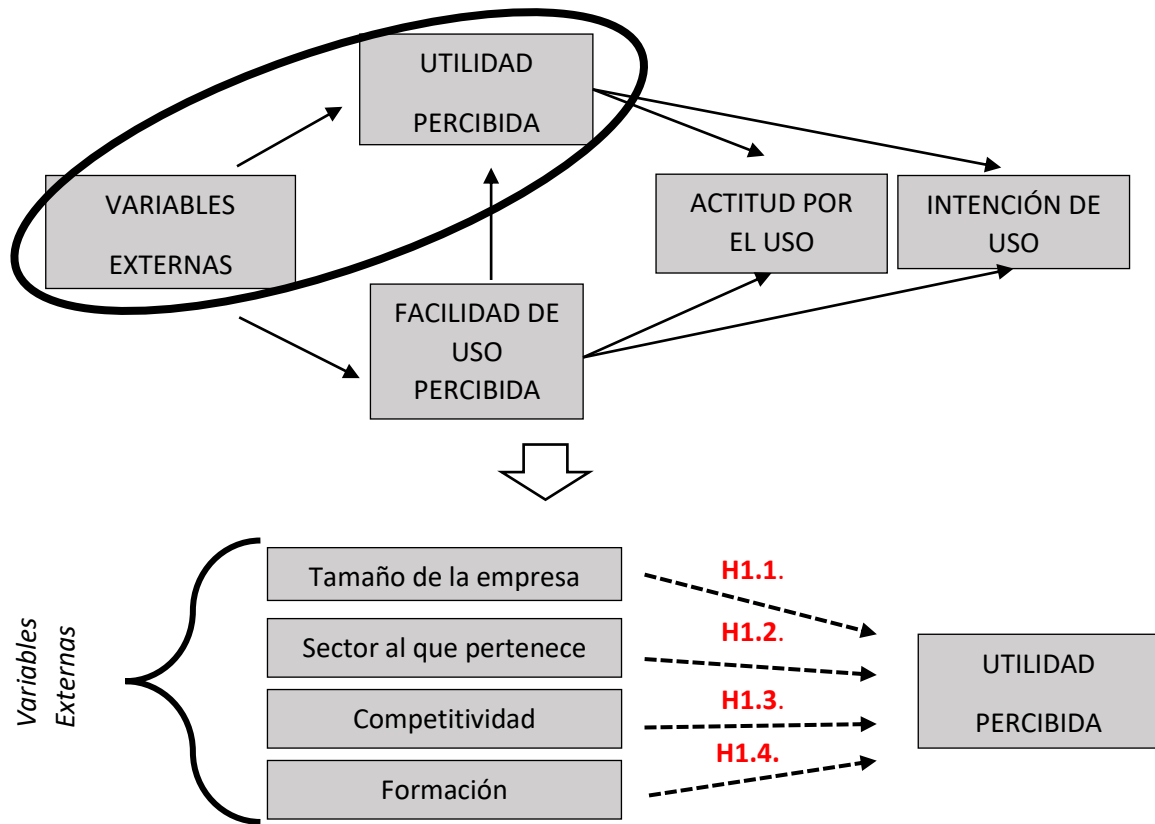 UTILIDAD
PERCIBIDA
VARIABLES
EXTERNAS
ACTITUD POR
EL USO
INTENCIÓN DE
USO
FACILIDAD DE
USO
PERCIBIDA
Variables
Externas
Tamaño de la empresa
Sector al que pertenece
Competitividad
Formación
H1.1.
H1.2.
H1.3.
H1.4.
UTILIDAD
PERCIBIDA